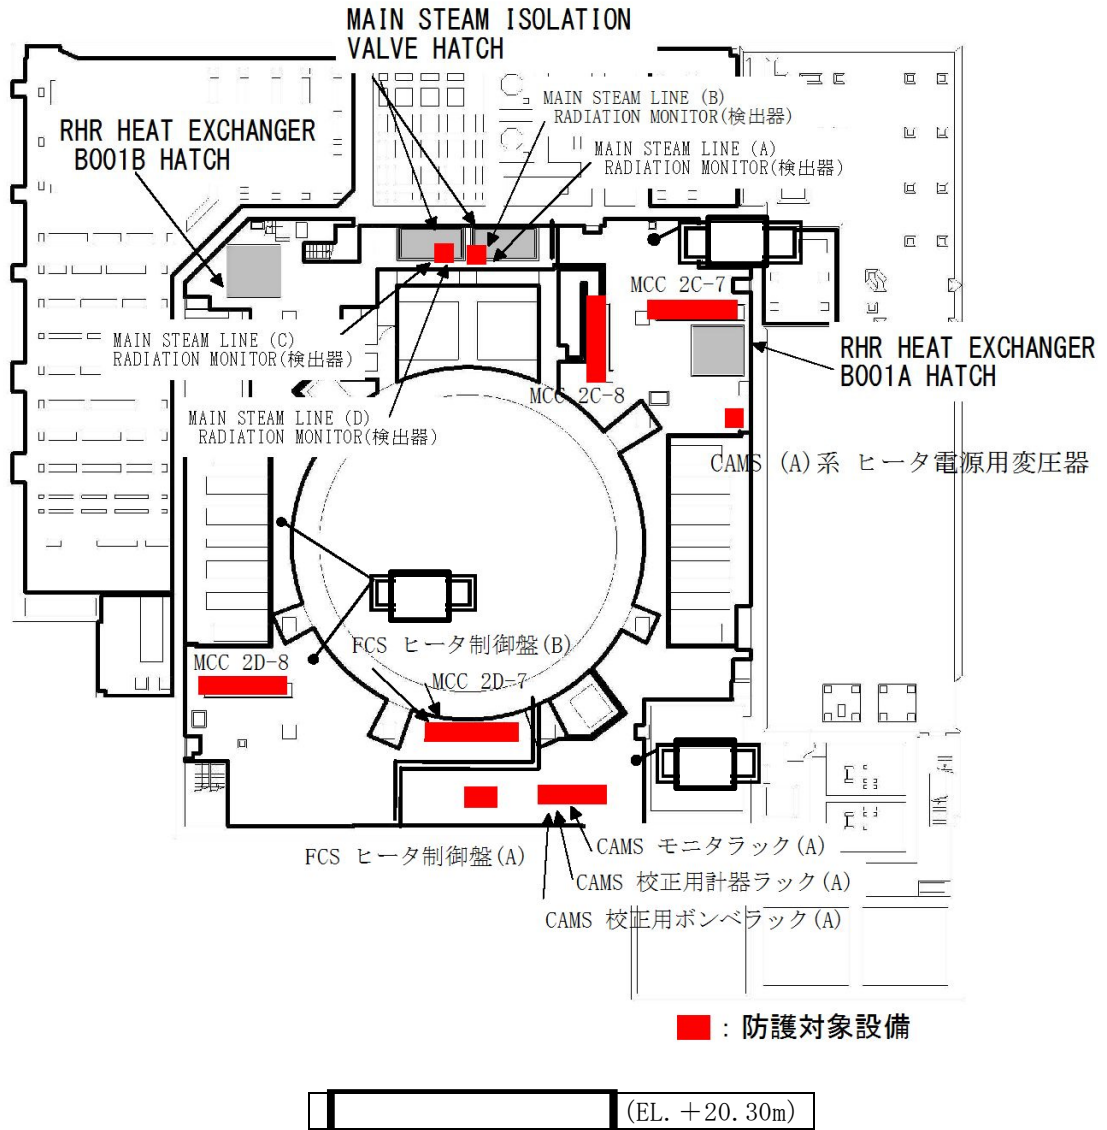 MAIN STEAM ISOLATION
VALVE HATCH
MAIN STEAM LINE (B)
RADIATION MONITOR(検出器)
RHR HEAT EXCHANGER
B001B HATCH
MAIN STEAM LINE (A)
RADIATION MONITOR(検出器)
MCC 2C-7
MAIN STEAM LINE (C)
RADIATION MONITOR(検出器)
RHR HEAT EXCHANGER
B001A HATCH
MCC 2C-8
MAIN STEAM LINE (D)
RADIATION MONITOR(検出器)
CAMS (A)系 ヒータ電源用変圧器
FCS ヒータ制御盤(B)
MCC 2D-8
MCC 2D-7
FCS ヒータ制御盤(A)
CAMS モニタラック(A)
CAMS 校正用計器ラック(A)
CAMS 校正用ボンベラック(A)
：防護対象設備
(EL.＋20.30m)